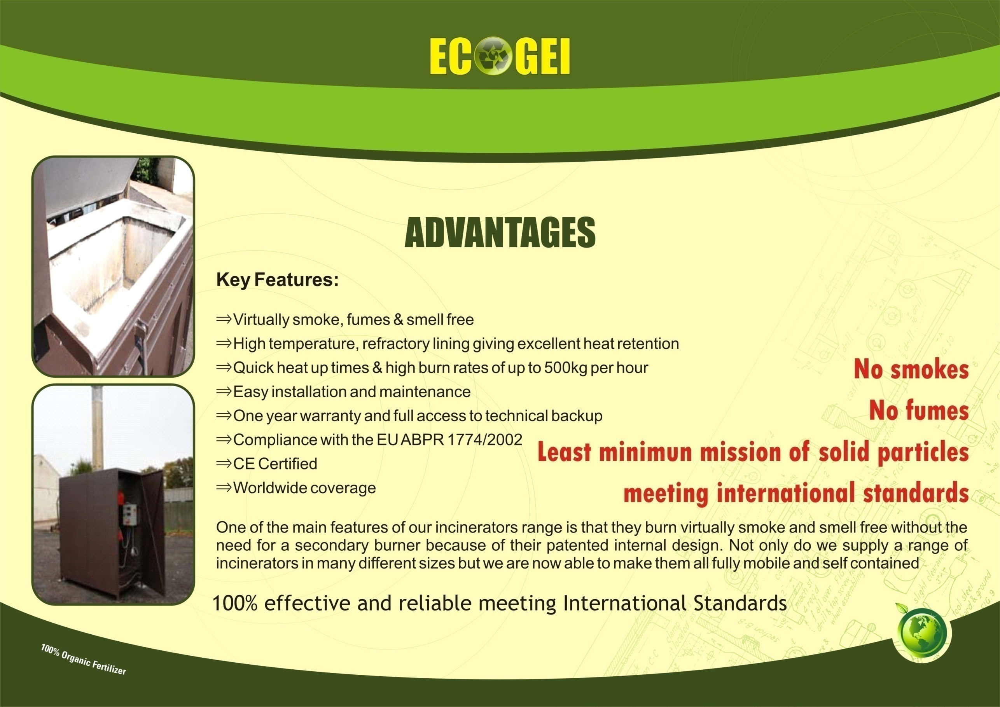 ECOGEI
ADVANTAGES
Key Features:
⇒Virtually smoke, fumes & smell free
⇒High temperature, refractory lining giving excellent heat retention
⇒Quick heat up times & high burn rates of up to 500kg per hour
⇒Easy installation and maintenance
⇒One year warranty and full access to technical backup
⇒Compliance with the EU ABPR 1774/2002
⇒CE Certified
⇒Worldwide coverage
No smokes
No fumes
Least minimun mission of solid particles
meeting international standards
One of the main features of our incinerators range is that they burn virtually smoke and smell free without the
need for a secondary burner because of their patented internal design. Not only do we supply a range of
incinerators in many different sizes but we are now able to make them all fully mobile and self contained
100% effective and reliable meeting International Standards
100% Organic Fertilizer